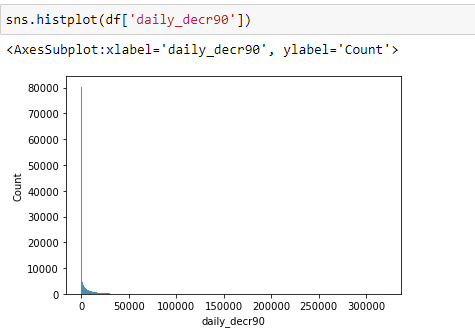 sns.histplot(df['daily_decr90'])
<AxesSubplot:xlabel='daily_decr90', ylabel='Count'>
80000
70000
60000
50000
40000
30000
20000
10000
0
Count
0 50000 100000 150000 200000 250000 300000
daily_decr90